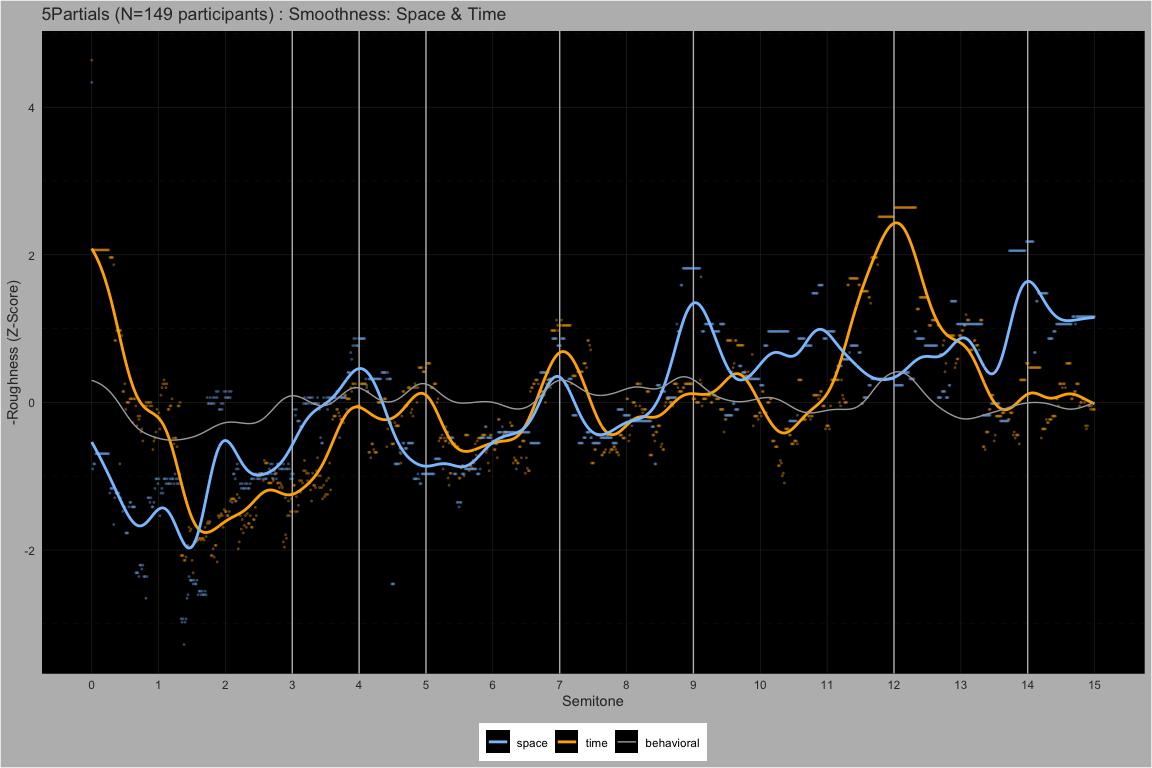 5Partials (N=149 participants) : Smoothness: Space & Time
-Roughness (Z-Score)
4
2
0
-2
0 1 2 3 4 5 6 7 8 9 10 11 12 13 14 15
Semitone
space time behavioral